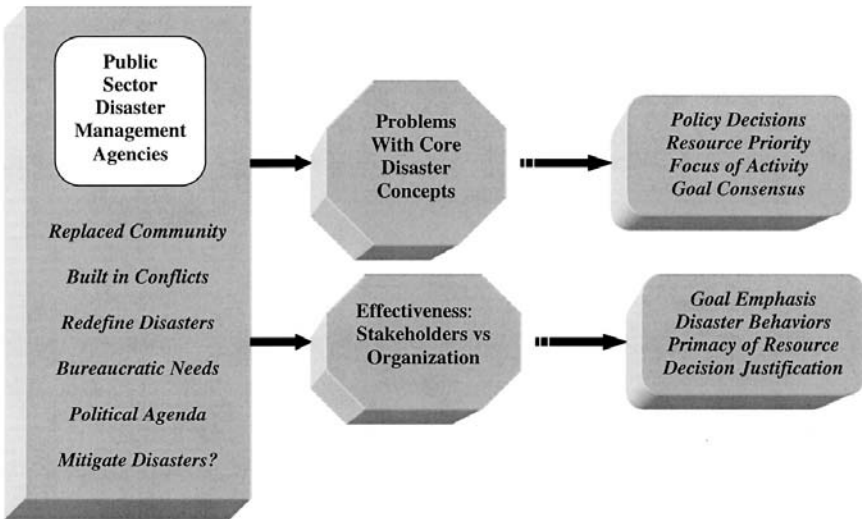 Public
Sector
Disaster
Management
Agencies
Replaced Community
Built in Conflicts
Redefine Disasters
Bureaucratic Needs
Political Agenda
Mitigate Disasters?
Problems
With Core
Disaster
Concepts
Policy Decisions
Resource Priority
Focus of Activity
Goal Consensus
Effectiveness:
Stakeholders vs
Organization
Goal Emphasis
Disaster Behaviors
Primacy of Resource
Decision Justification